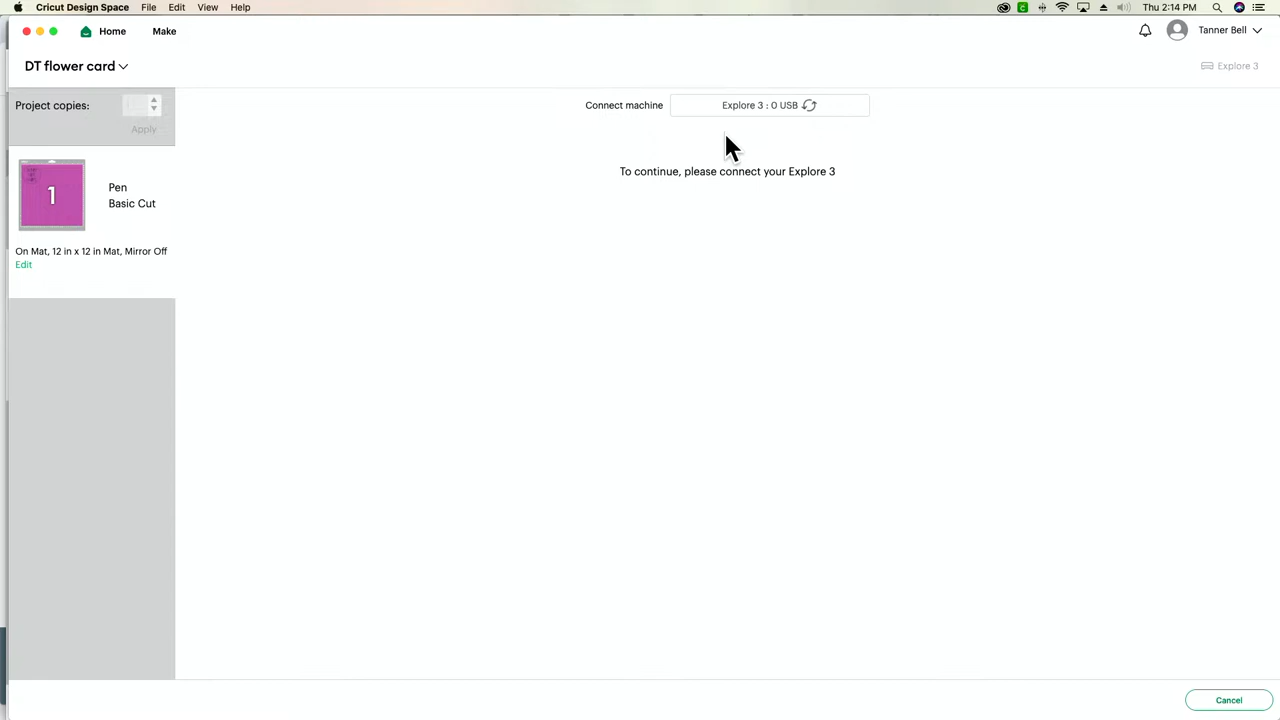 Cricut Design Space File Edit View Help Thu 2:14 PM
Home Make Tanner Bell
DT flower card Explore 3
Project copies:
Apply
Connect machine Explore 3 : 0 USB
To continue, please connect your Explore 3
1
Pen
Basic Cut
On Mat, 12 in x 12 in Mat, Mirror Off
Edit
Cancel